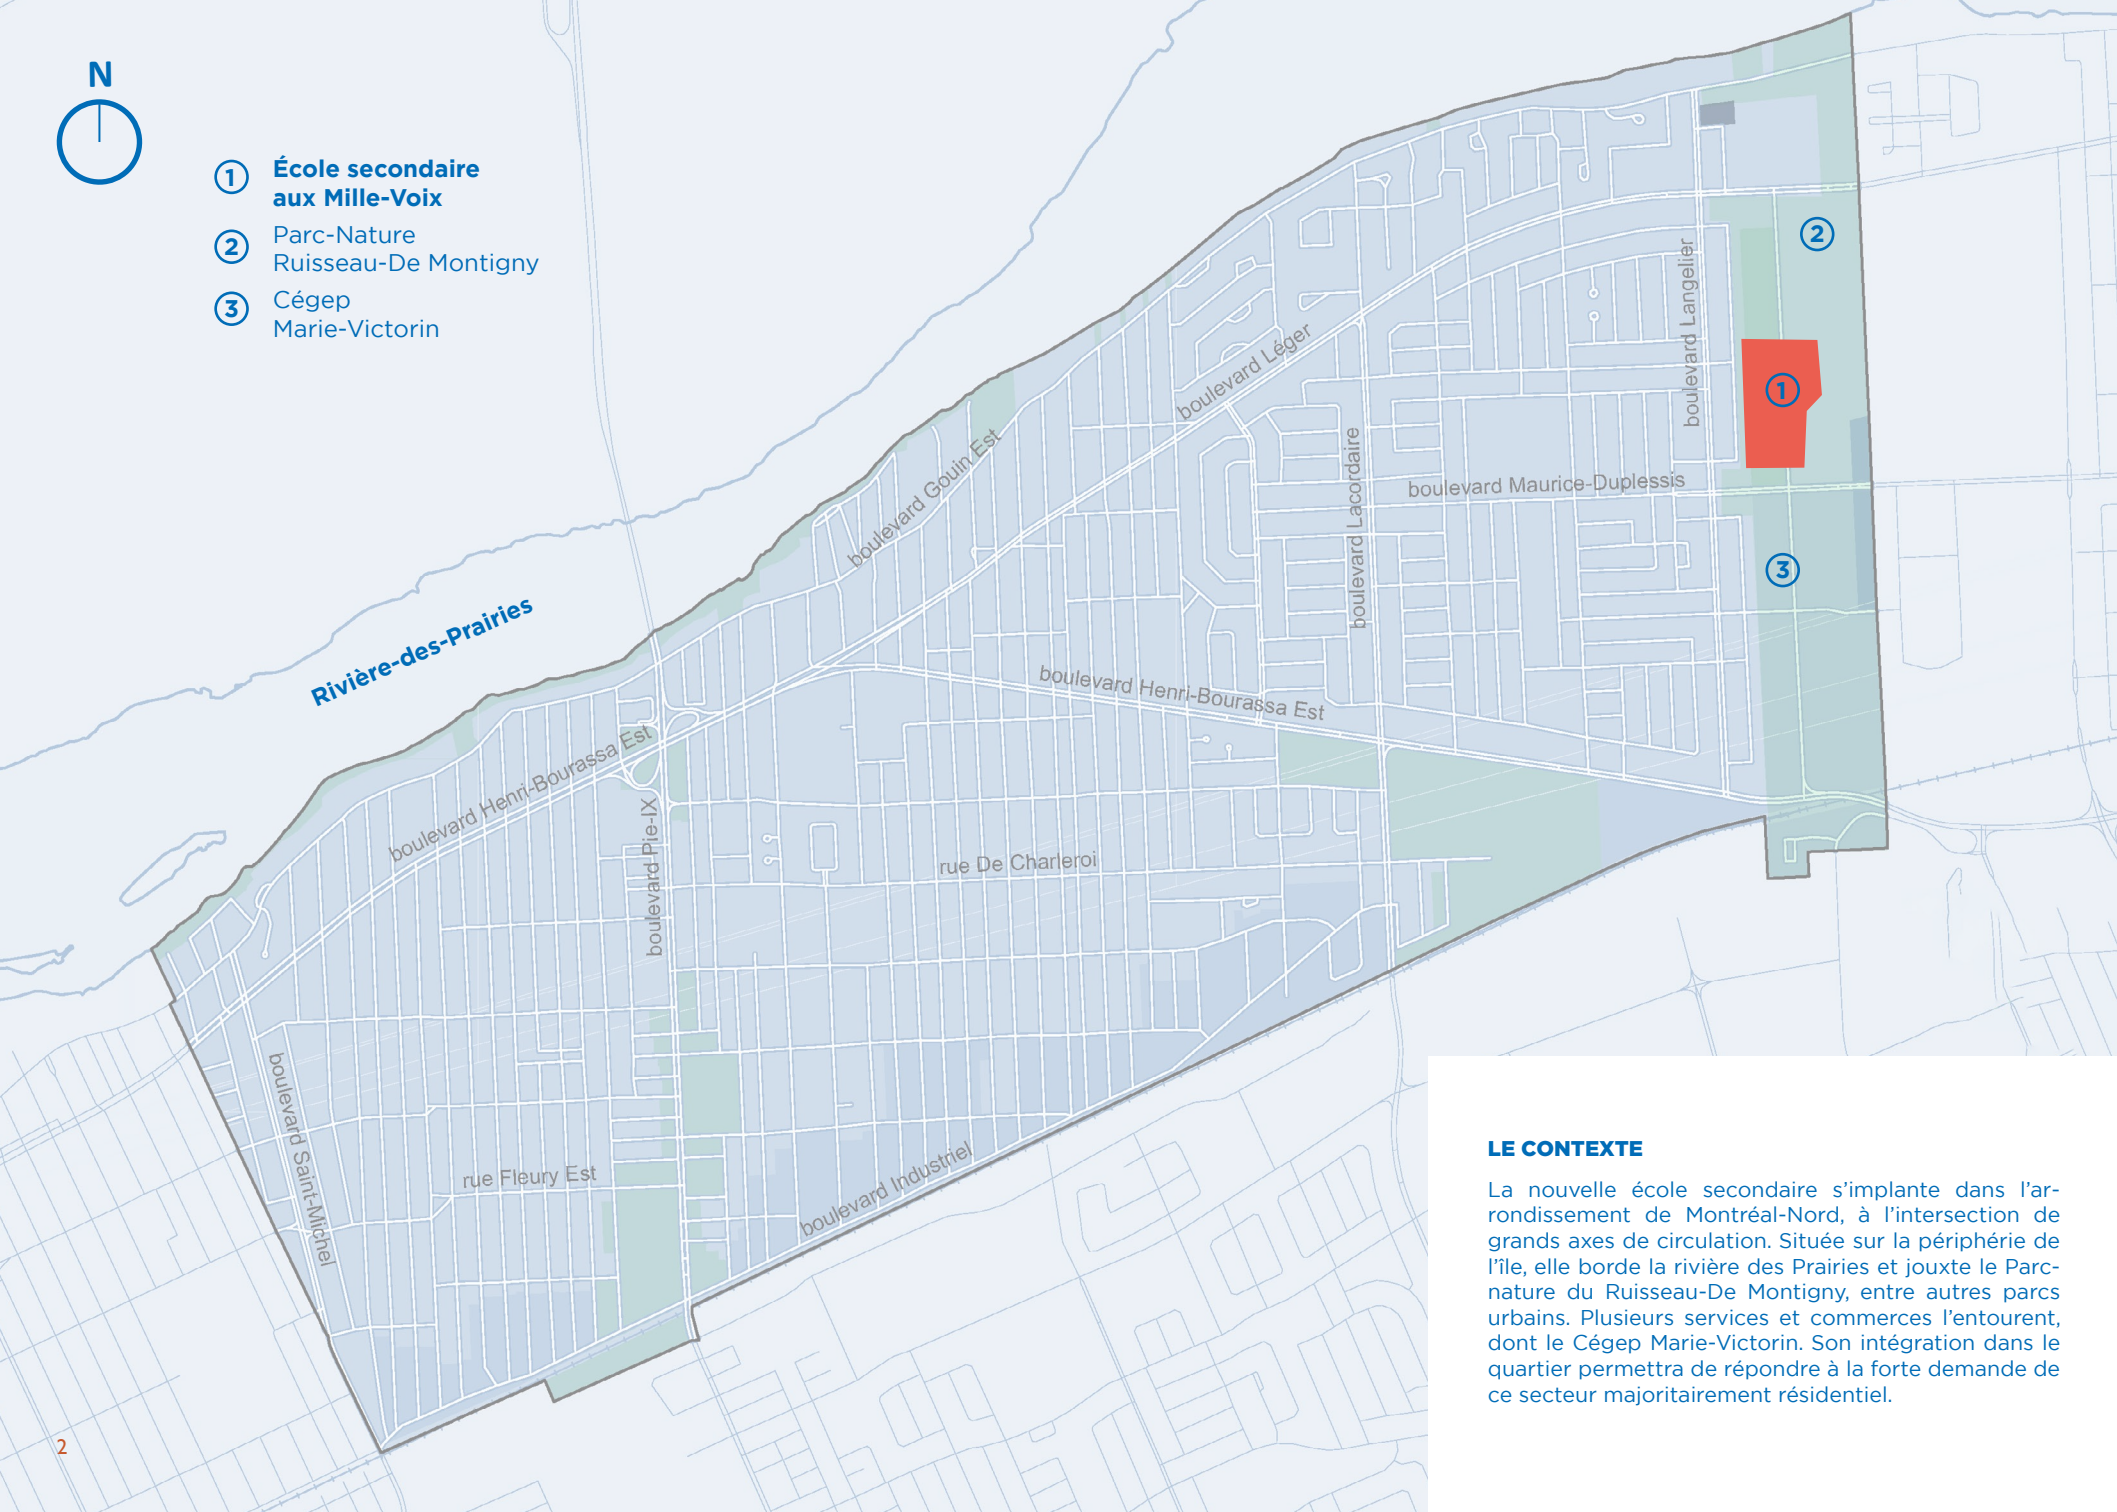 N
1 École secondaire
aux Mille-Voix
2 Parc-Nature
Ruisseau-De Montigny
3 Cégep
Marie-Victorin
2
boulevard Langelier
boulevard Léger
1
boulevard Gouin Est
boulevard Lacordaire
boulevard Maurice-Duplessis
3
Rivière-des-Prairies
boulevard Henri-Bourassa Est
boulevard Henri-Bourassa Est
boulevard Pie-IX
rue De Charleroi
boulevard Saint-Michel
rue Fleury Est
boulevard Industriel
LE CONTEXTE
La nouvelle école secondaire s'implante dans l'ar-
rondissement de Montréal-Nord, à l'intersection de
grands axes de circulation. Située sur la périphérie de
l'île, elle borde la rivière des Prairies et jouxte le Parc-
nature du Ruisseau-De Montigny, entre autres parcs
urbains. Plusieurs services et commerces l'entourent,
dont le Cégep Marie-Victorin. Son intégration dans le
quartier permettra de répondre à la forte demande de
ce secteur majoritairement résidentiel.
2